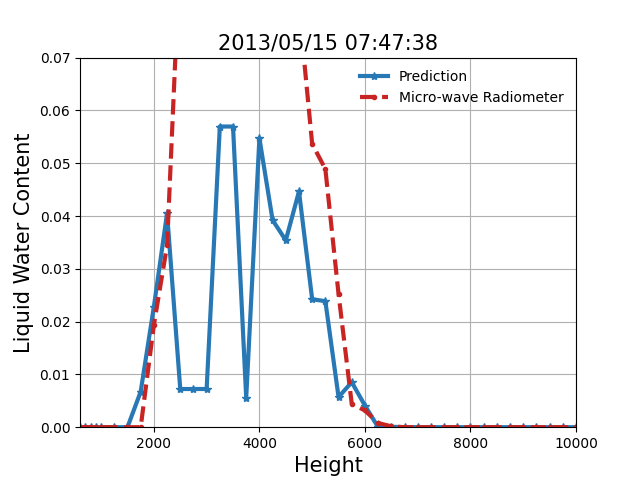 2013/05/15 07:47:38
Prediction
Micro-wave Radiometer
Liquid Water Content
0.07
0.06
0.05
0.04
0.03
0.02
0.01
0.00
2000 4000 6000 8000 10000
Height